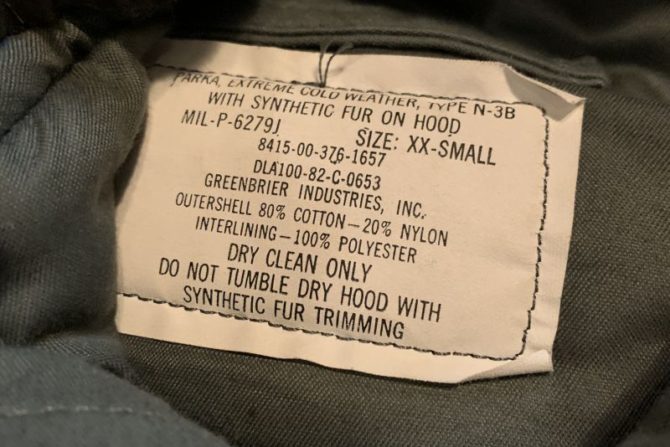 PARKA, EXTREME COLD WEATHER, TYPE N-3B
WITH SYNTHETIC FUR ON HOOD
MIL-P-6279J SIZE: XX-SMALL
8415-00-376-1657
DLA100-82-C-0653
GREENBRIER INDUSTRIES, INC.
OUTERSHELL 80% COTTON-20% NYLON
INTERLINING-100% POLYESTER
DRY CLEAN ONLY
DO NOT TUMBLE DRY HOOD WITH
SYNTHETIC FUR TRIMMING